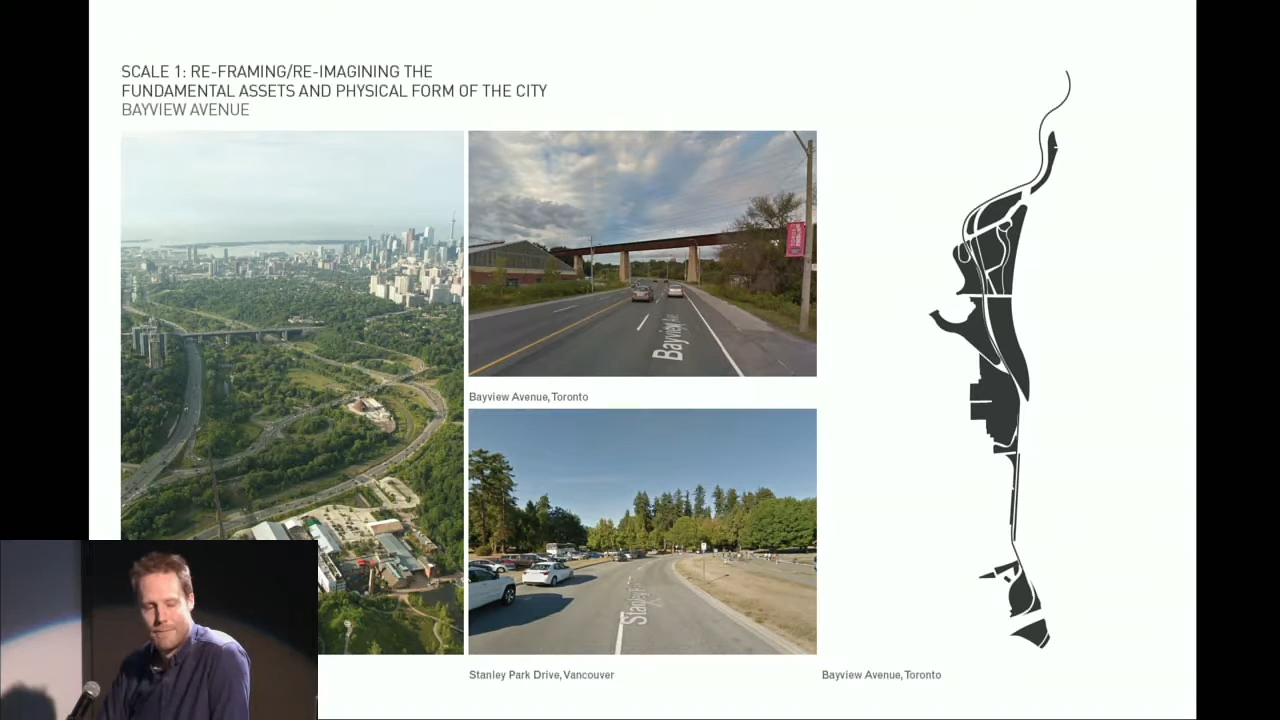 SCALE 1: RE-FRAMING/RE-IMAGINING THE
FUNDAMENTAL ASSETS AND PHYSICAL FORM OF THE CITY
BAYVIEW AVENUE
Bayview
Bayview Avenue, Toronto
Stanley
Stanley Park Drive, Vancouver
Bayview Avenue, Toronto